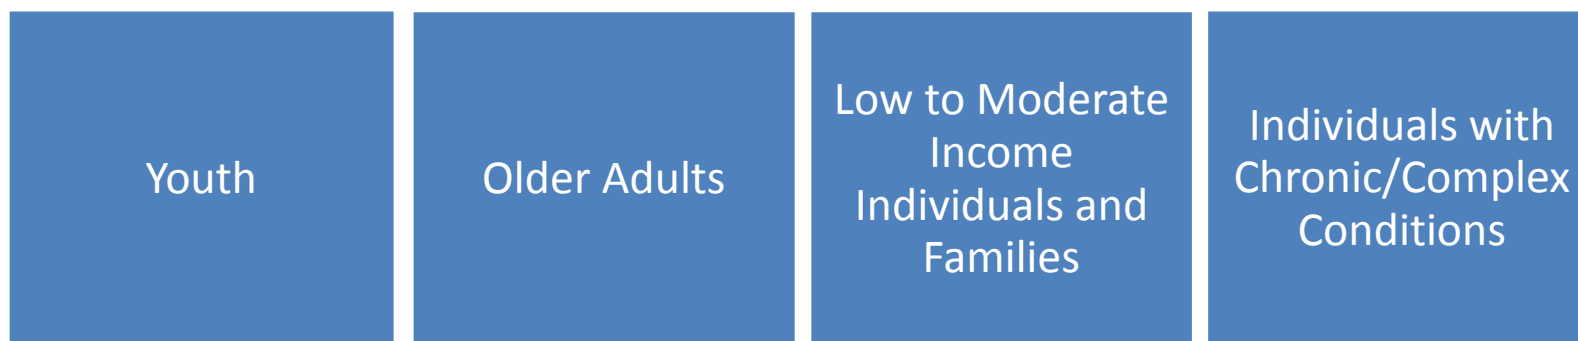 Youth
Older Adults
Low to Moderate
Income
Individuals and
Families
Individuals with
Chronic/Complex
Conditions